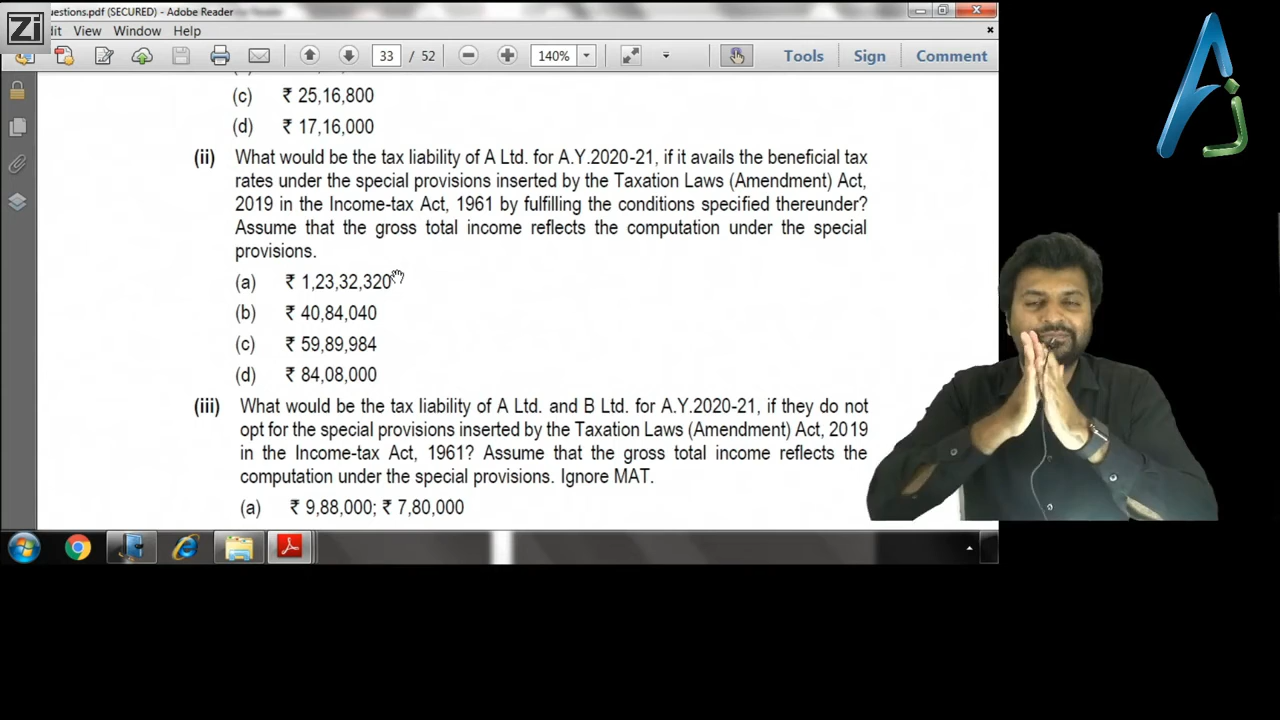 Zi
uestions.pdf (SECURED) - Adobe Reader
dit View Window Help
33 / 52
140%
Tools Sign Comment
(c) ₹ 25,16,800
(d) ₹ 17,16,000
(ii) What would be the tax liability of A Ltd. for A.Y.2020-21, if it avails the beneficial tax
rates under the special provisions inserted by the Taxation Laws (Amendment) Act,
2019 in the Income-tax Act, 1961 by fulfilling the conditions specified thereunder?
Assume that the gross total income reflects the computation under the special
provisions.
(a) ₹ 1,23,32,320
(b) ₹ 40,84,040
(c) ₹ 59,89,984
(d) ₹ 84,08,000
(iii) What would be the tax liability of A Ltd. and B Ltd. for A.Y.2020-21, if they do not
opt for the special provisions inserted by the Taxation Laws (Amendment) Act, 2019
in the Income-tax Act, 1961? Assume that the gross total income reflects the
computation under the special provisions. Ignore MAT.
(a) ₹ 9,88,000; ₹ 7,80,000